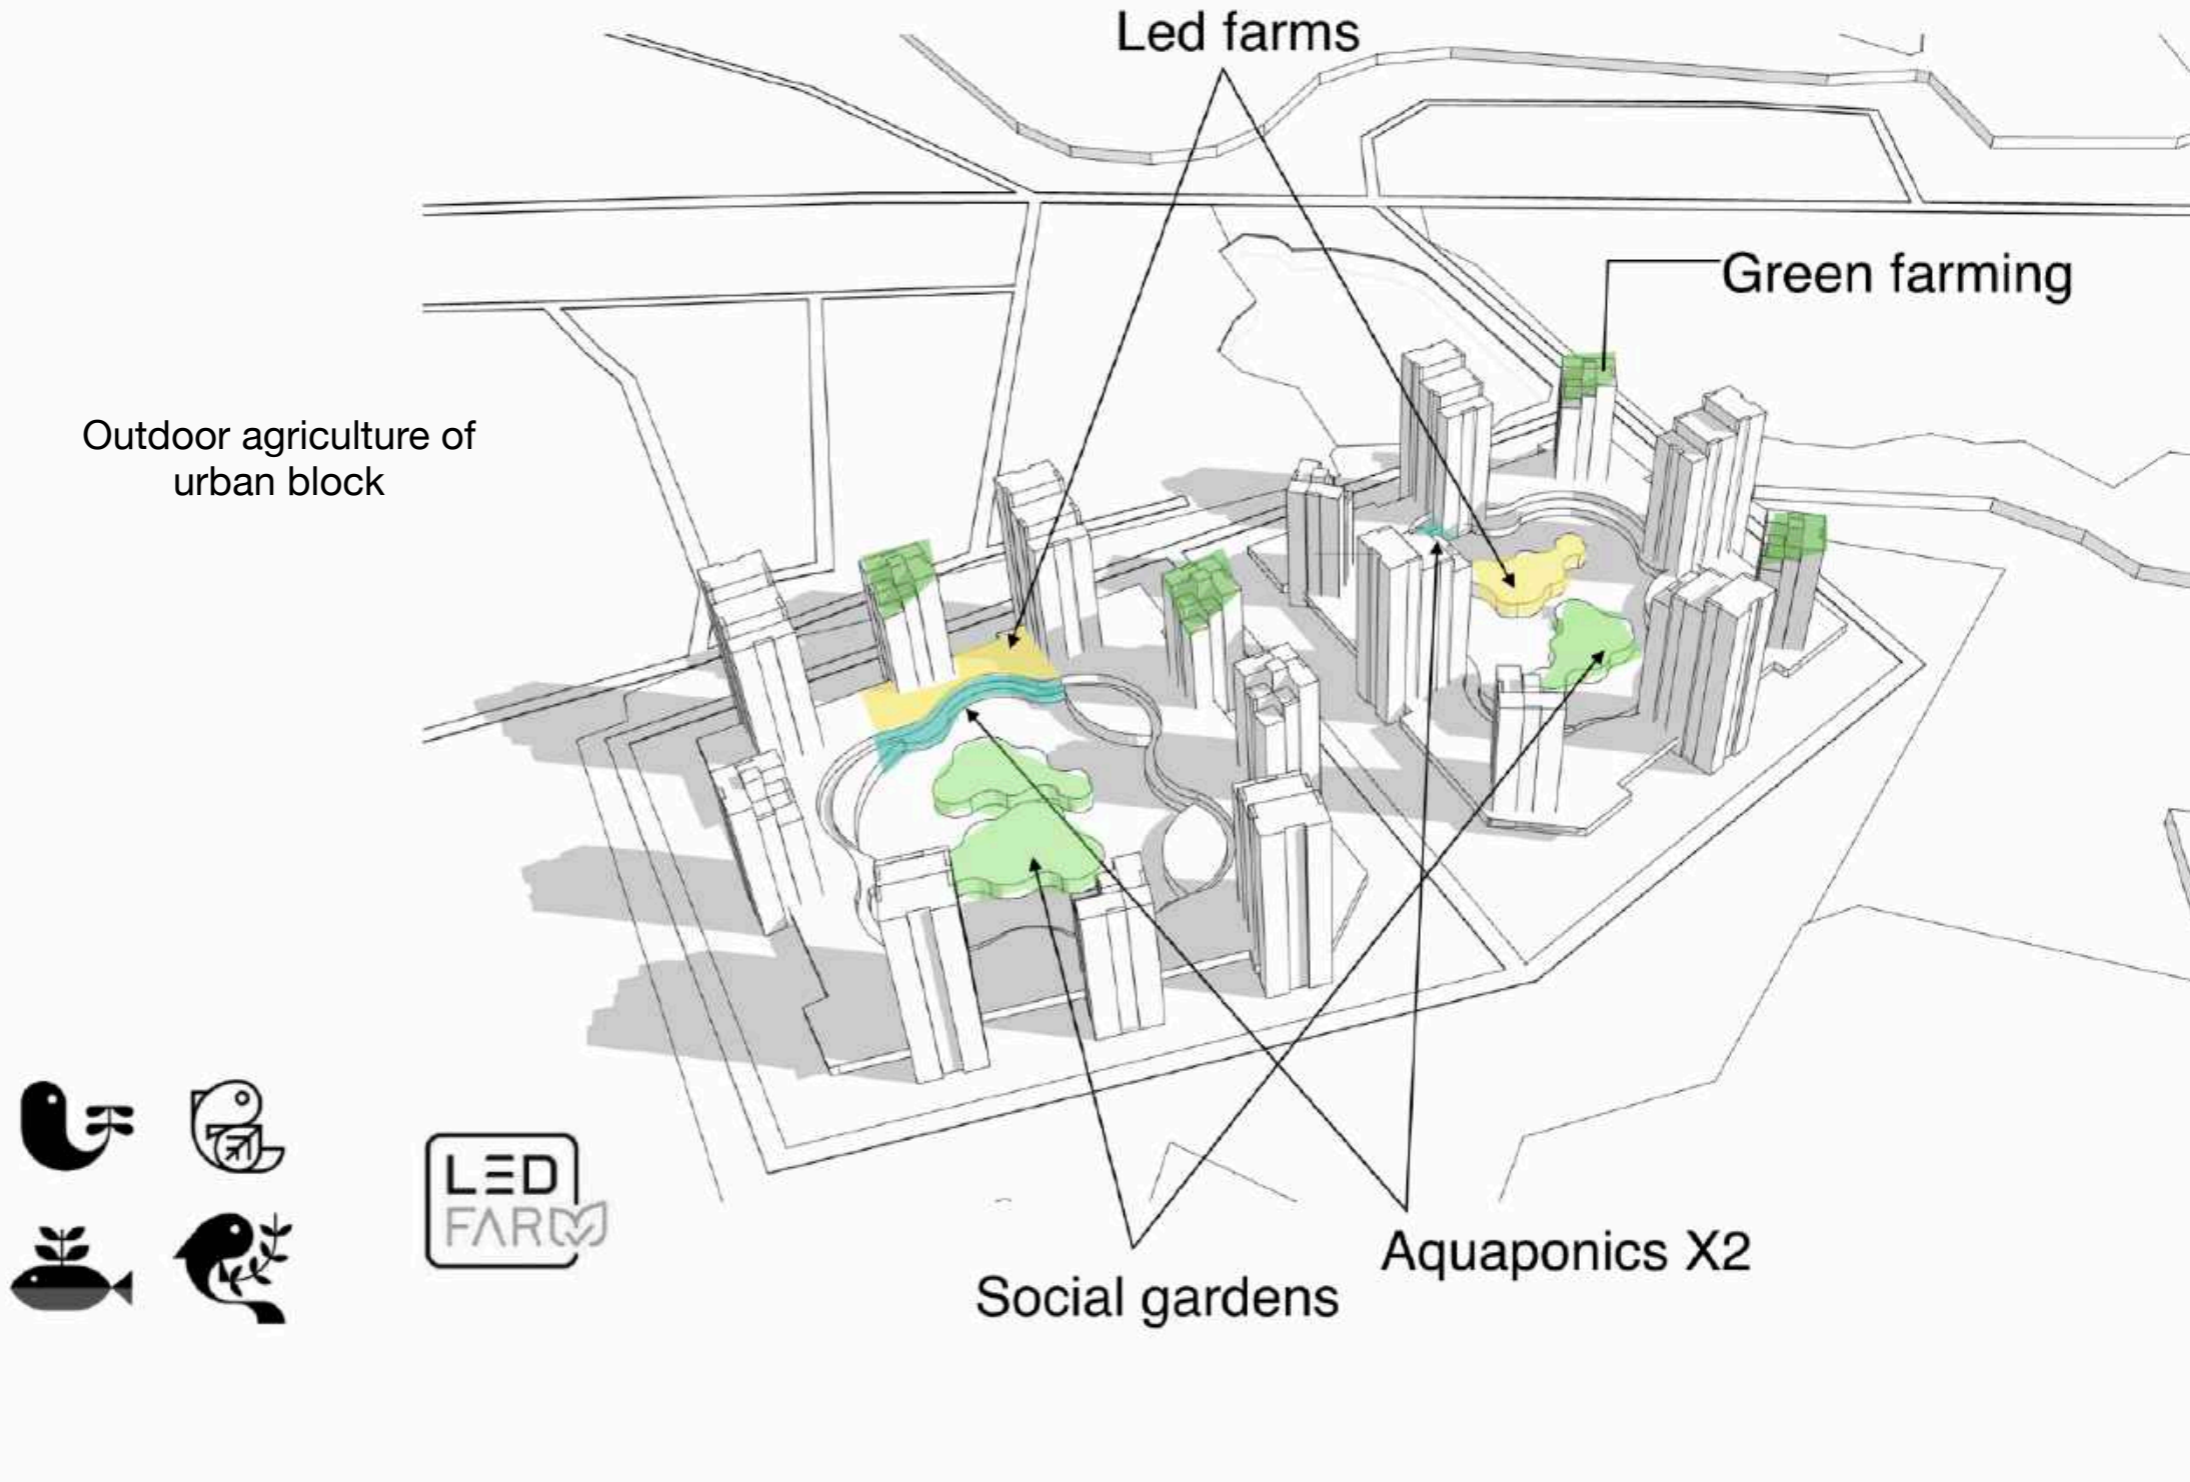 Led farms
Green farming
Outdoor agriculture of
urban block
LED
FARM
Aquaponics X2
Social gardens